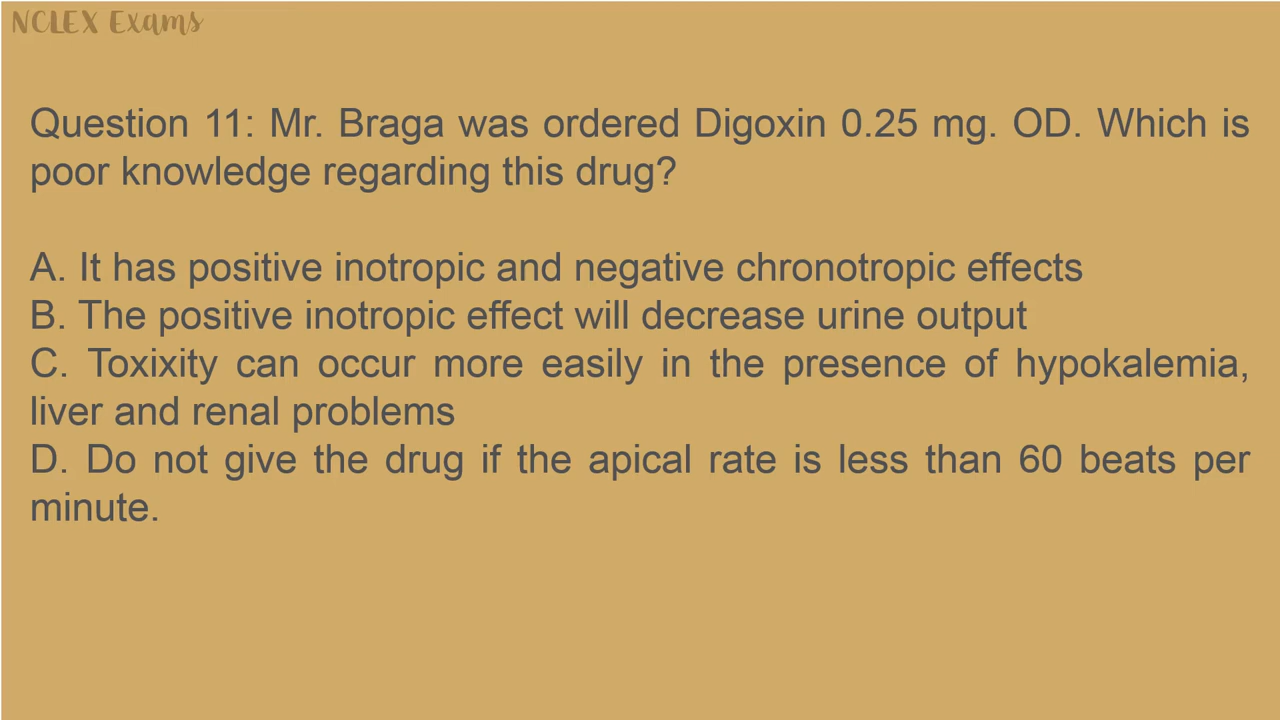 NCLEX Exams
Question 11: Mr. Braga was ordered Digoxin 0.25 mg. OD. Which is
poor knowledge regarding this drug?
A. It has positive inotropic and negative chronotropic effects
B. The positive inotropic effect will decrease urine output
C. Toxixity can occur more easily in the presence of hypokalemia,
liver and renal problems
D. Do not give the drug if the apical rate is less than 60 beats per
minute.